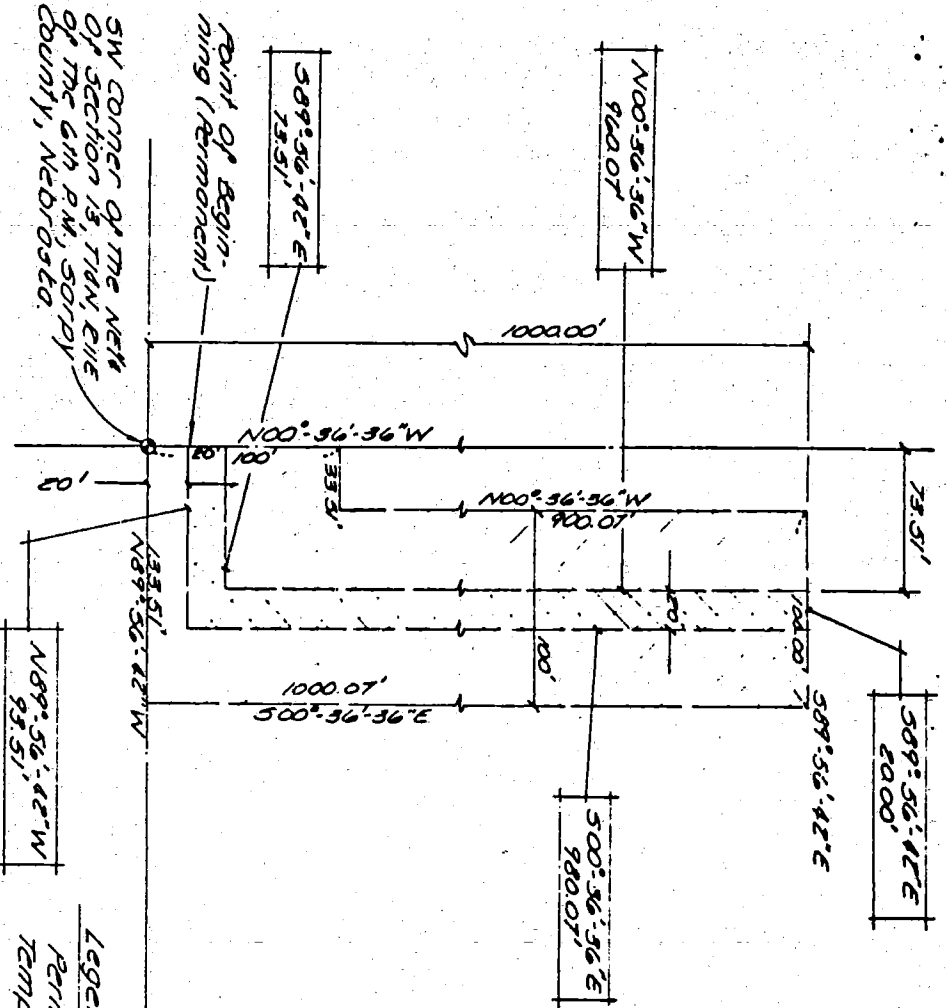 S89°-56'-42"E
20.00'
73.51'
S89°-56'-42"E
100.00'
N00°-36'-36"W
960.07'
1000.00'
N00°-36'-36"W
900.07'
20'
100'
S00°-36'-36"E
980.07'
N00°-36'-36"W
33.51'
100'
20'
1000.07'
S00°-36'-36"E
S89°-56'-42"E
73.51'
Point Of Begin-
ning (Permanent)
20'
133.51'
N89°-56'-42"W
SW Corner Of The NE¼
Of Section 13, T14N, R11E
Of The 6th P.M., Sarpy
County, Nebraska.
N89°-56'-42"W
93.51'